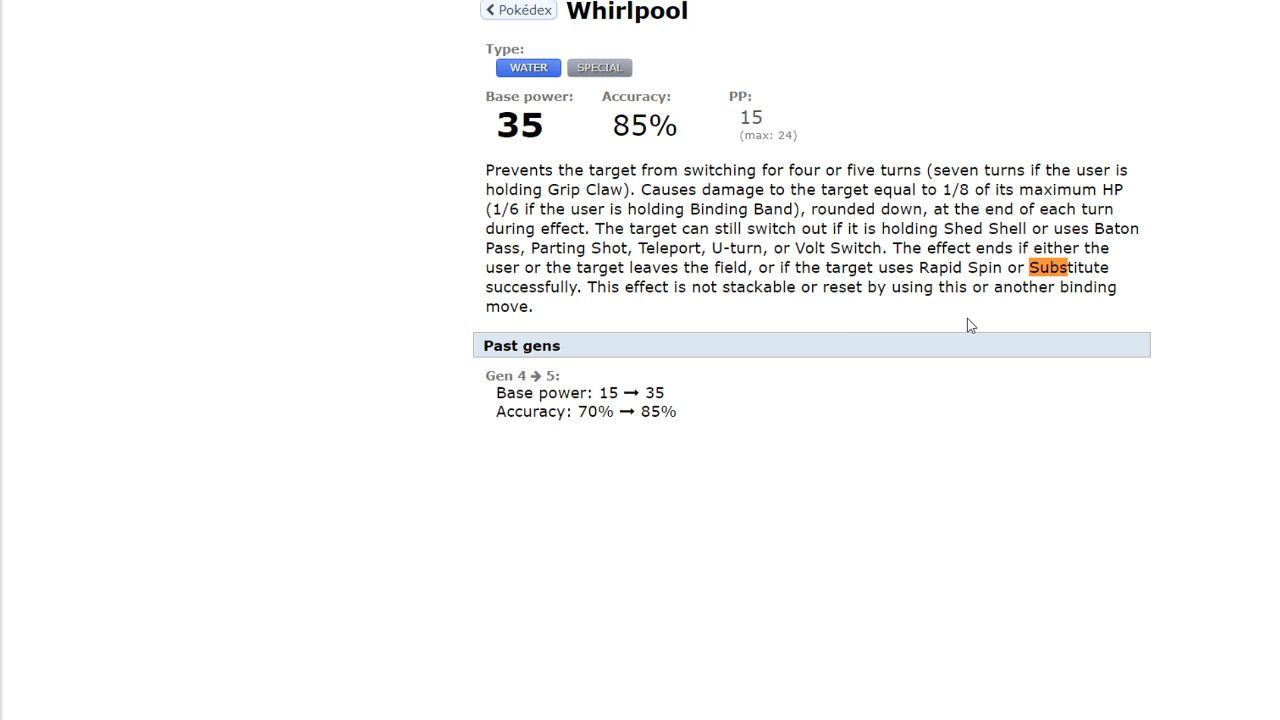 Pokédex Whirlpool
Type:
WATER SPECIAL
Base power: Accuracy: PP:
35 85% 15
(max: 24)
Prevents the target from switching for four or five turns (seven turns if the user is
holding Grip Claw). Causes damage to the target equal to 1/8 of its maximum HP
(1/6 if the user is holding Binding Band), rounded down, at the end of each turn
during effect. The target can still switch out if it is holding Shed Shell or uses Baton
Pass, Parting Shot, Teleport, U-turn, or Volt Switch. The effect ends if either the
user or the target leaves the field, or if the target uses Rapid Spin or Substitute
successfully. This effect is not stackable or reset by using this or another binding
move.
Past gens
Gen 4 → 5:
Base power: 15 → 35
Accuracy: 70% → 85%